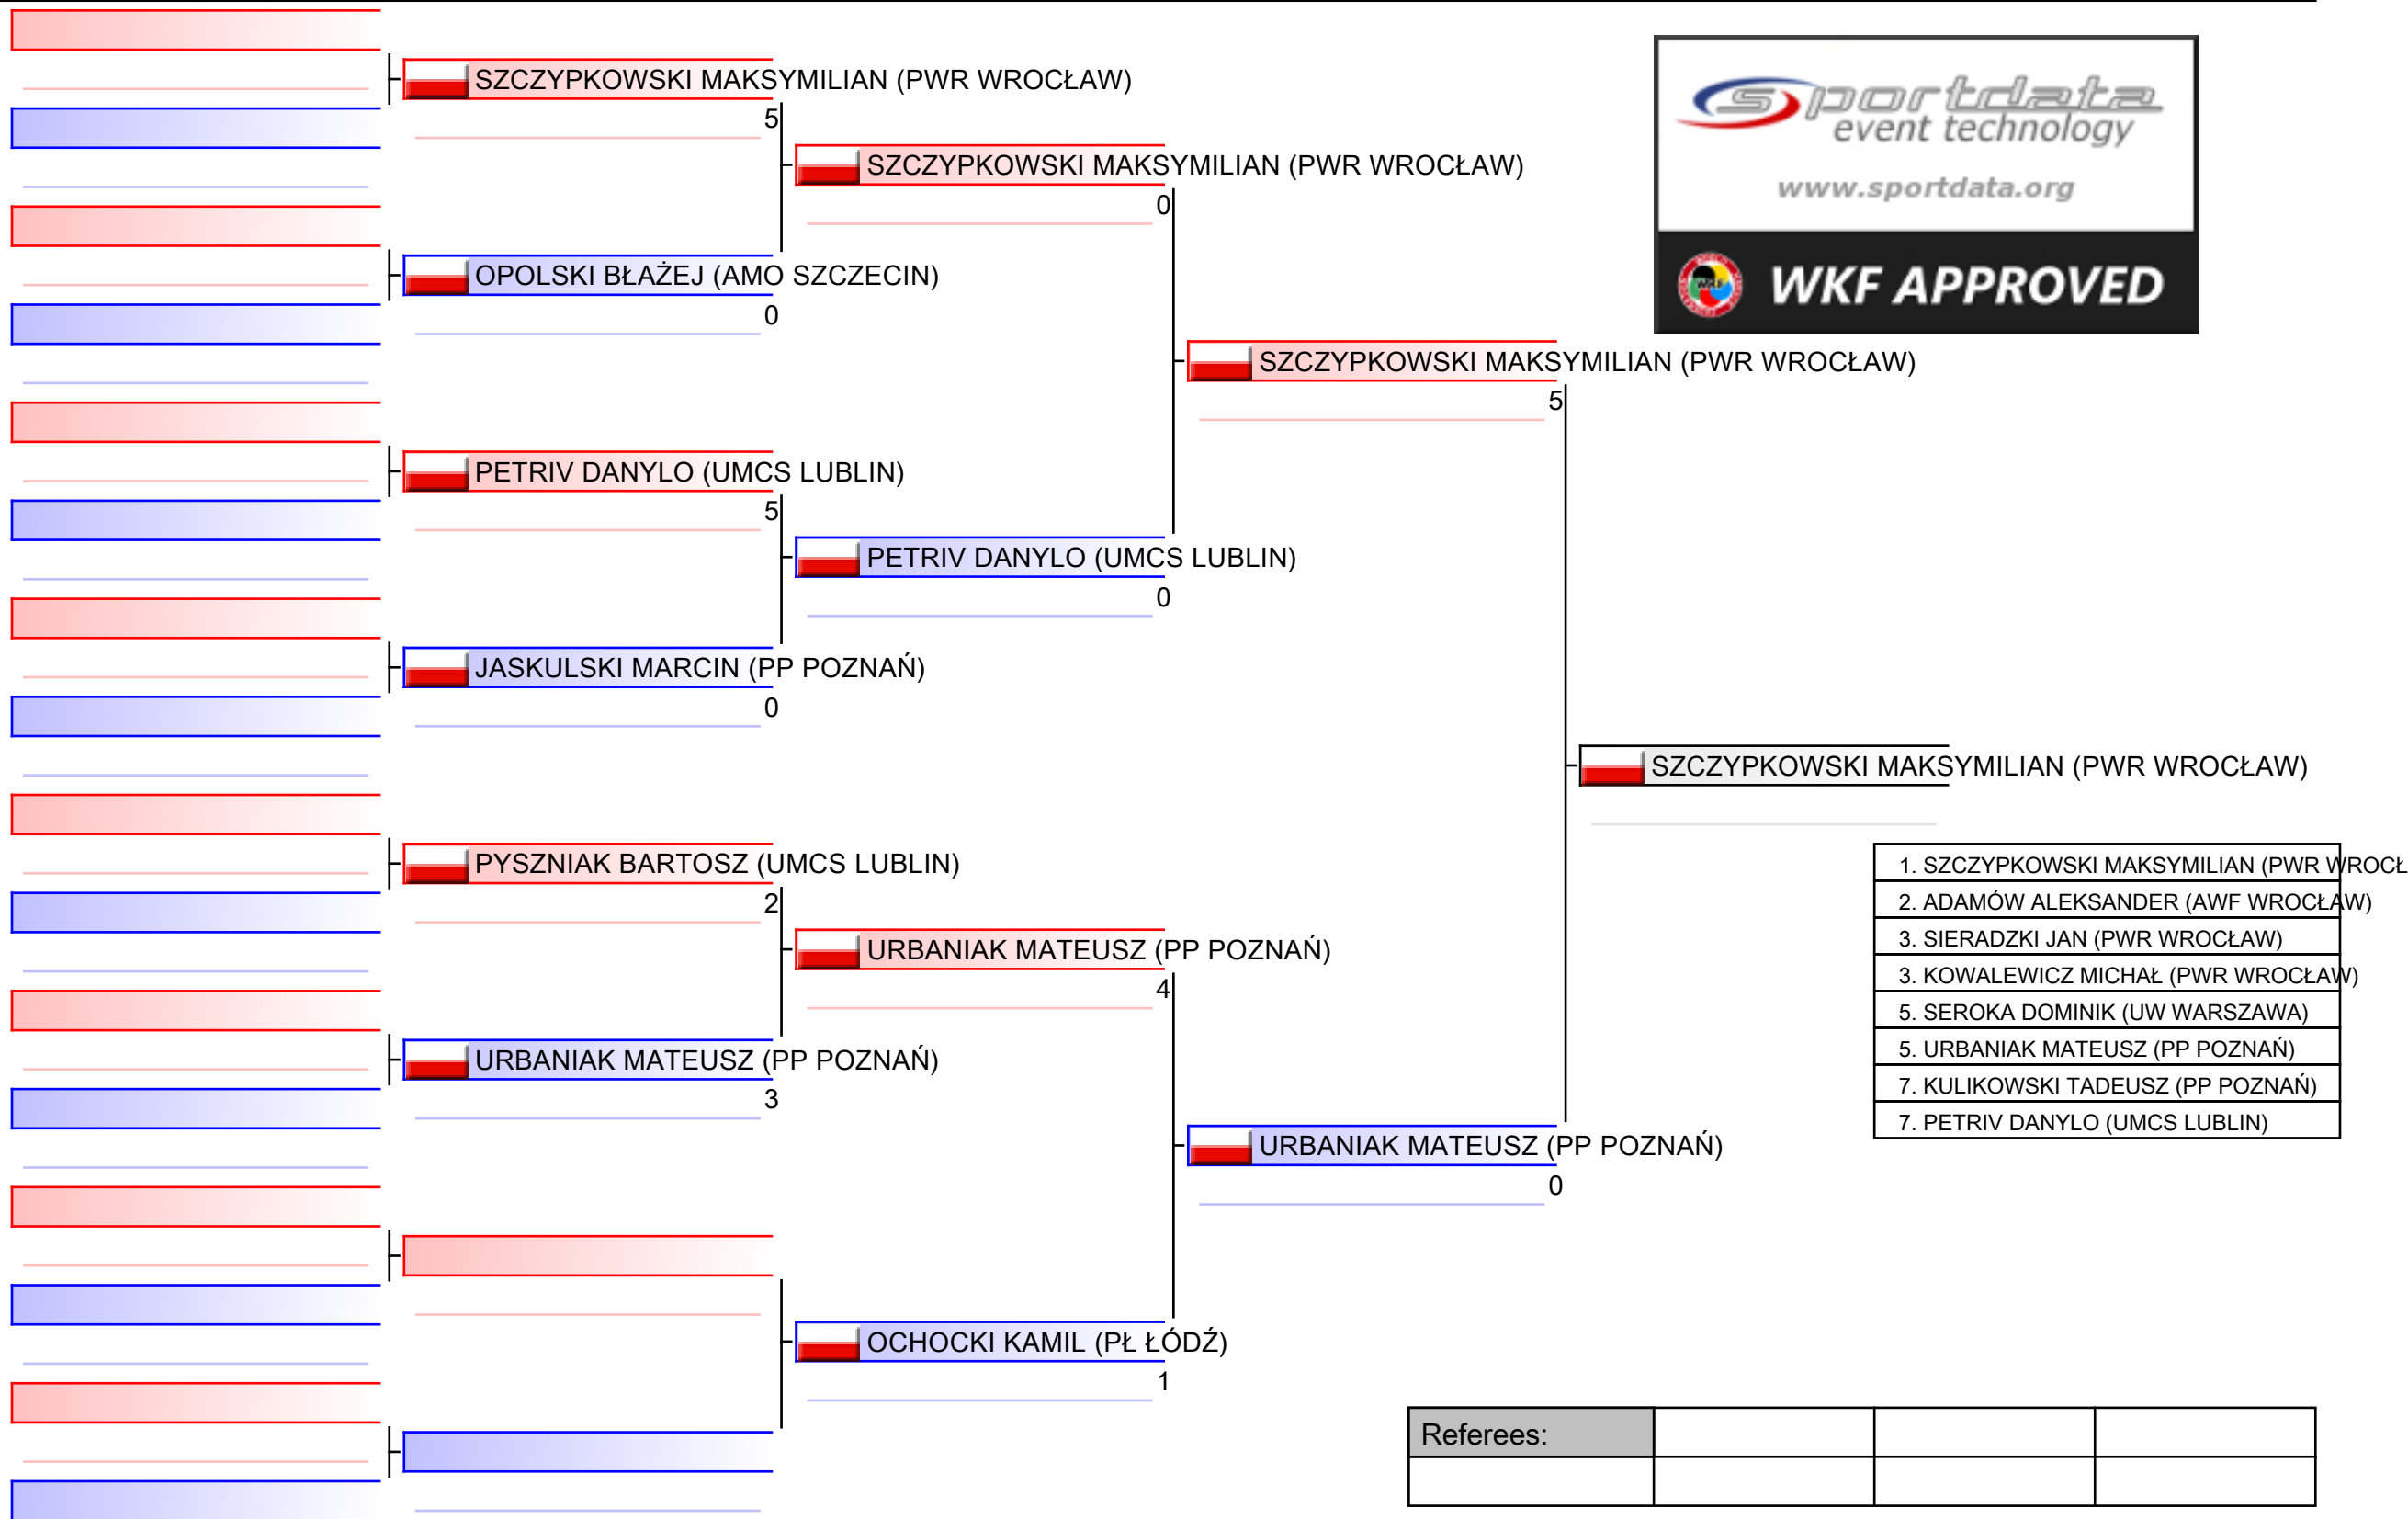 SZCZYPKOWSKI MAKSYMILIAN (PWR WROCŁAW)
5
OPOLSKI BŁAŻEJ (AMO SZCZECIN)
0
PETRIV DANYLO (UMCS LUBLIN)
5
JASKULSKI MARCIN (PP POZNAŃ)
0
PYSZNIAK BARTOSZ (UMCS LUBLIN)
2
URBANIAK MATEUSZ (PP POZNAŃ)
3
SZCZYPKOWSKI MAKSYMILIAN (PWR WROCŁAW)
0
PETRIV DANYLO (UMCS LUBLIN)
0
URBANIAK MATEUSZ (PP POZNAŃ)
4
OCHOCKI KAMIL (PŁ ŁÓDŹ)
1
SZCZYPKOWSKI MAKSYMILIAN (PWR WROCŁAW)
5
URBANIAK MATEUSZ (PP POZNAŃ)
0
SZCZYPKOWSKI MAKSYMILIAN (PWR WROCŁAW)
sportdata
event technology
www.sportdata.org
WKF APPROVED
1. SZCZYPKOWSKI MAKSYMILIAN (PWR WROCŁ
2. ADAMÓW ALEKSANDER (AWF WROCŁAW)
3. SIERADZKI JAN (PWR WROCŁAW)
3. KOWALEWICZ MICHAŁ (PWR WROCŁAW)
5. SEROKA DOMINIK (UW WARSZAWA)
5. URBANIAK MATEUSZ (PP POZNAŃ)
7. KULIKOWSKI TADEUSZ (PP POZNAŃ)
7. PETRIV DANYLO (UMCS LUBLIN)
Referees: